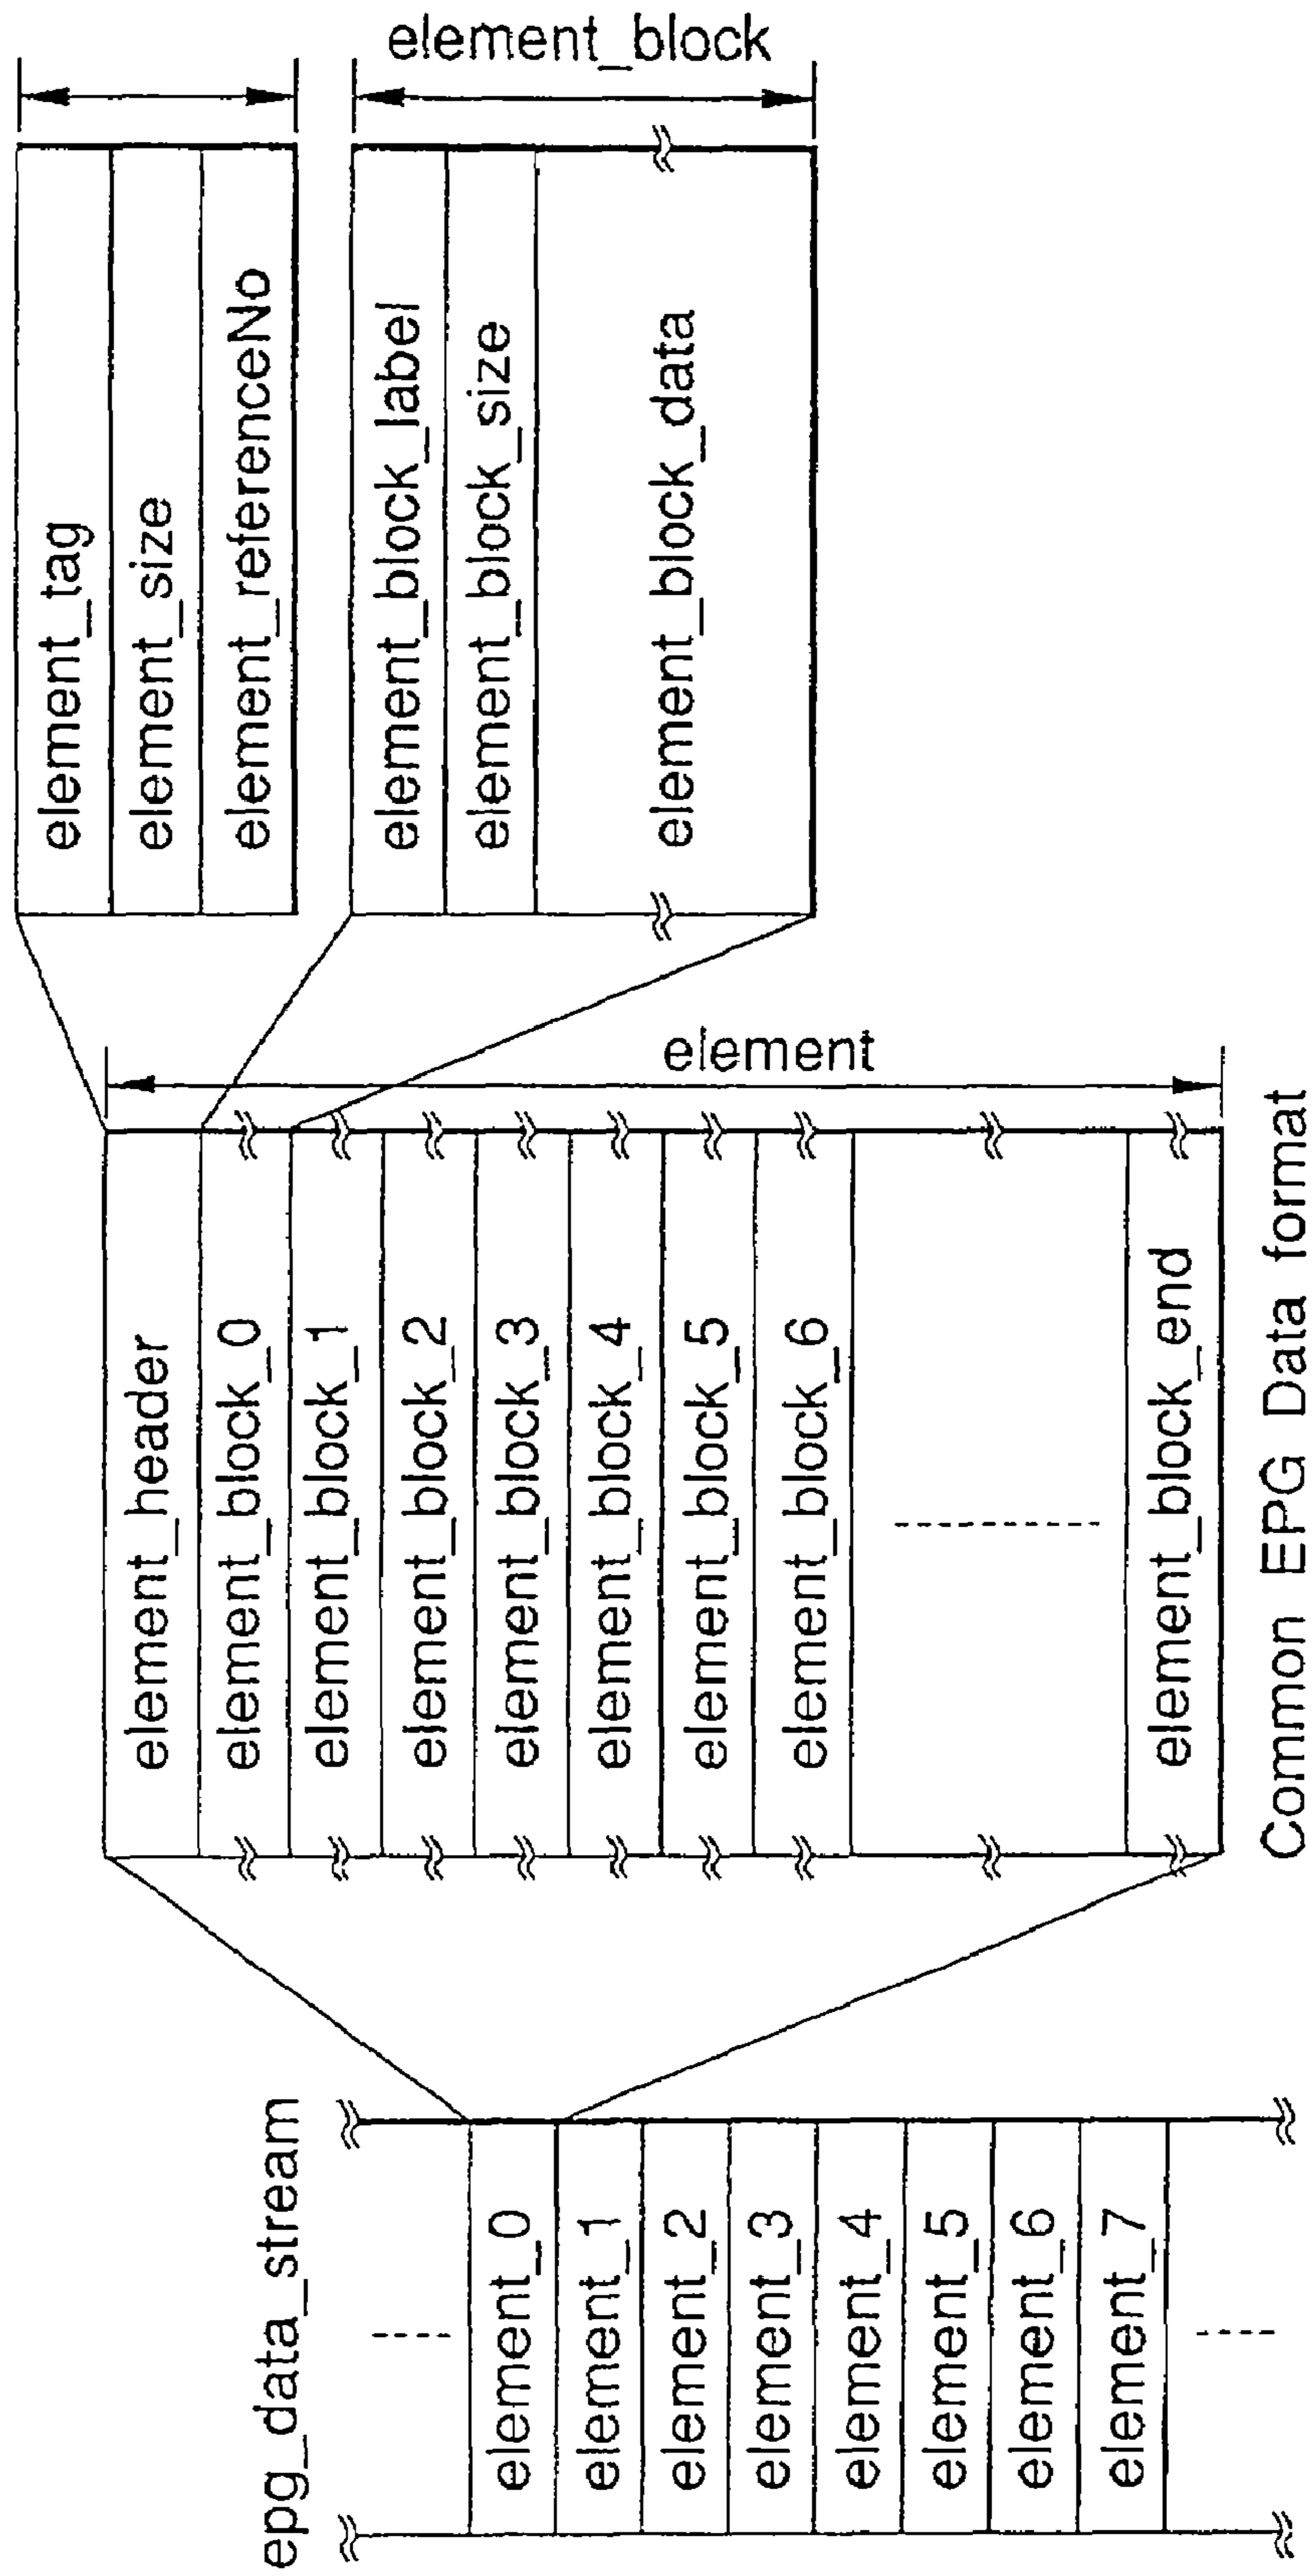 epg_data_stream
element_0
element_1
element_2
element_3
element_4
element_5
element_6
element_7
element_header
element_block_0
element_block_1
element_block_2
element_block_3
element_block_4
element_block_5
element_block_6
element_block_end
element
element_tag
element_size
element_referenceNo
element_block_label
element_block_size
element_block_data
element_block
Common EPG Data format